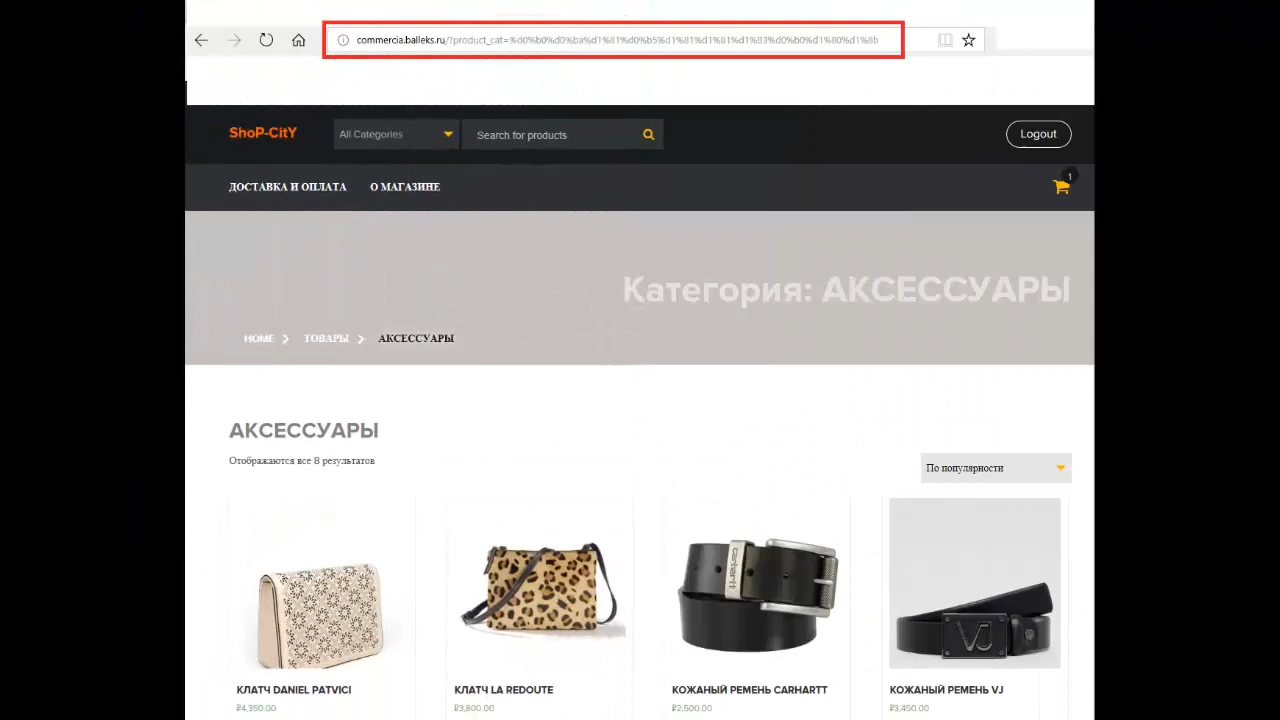 commercia.balleks.ru/?product_cat=%d0%b0%d0%ba%d1%81%d0%b5%d1%81%d1%81%d1%83%d0%b0%d1%80%d1%8b
ShoP-CitY
All Categories
Search for products
Logout
ДОСТАВКА И ОПЛАТА
О МАГАЗИНЕ
1
Категория: АКСЕССУАРЫ
HOME
ТОВАРЫ
АКСЕССУАРЫ
АКСЕССУАРЫ
Отображаются все 8 результатов
По популярности
carhartt
VJ
КЛАТЧ DANIEL PATVICI
КЛАТЧ LA REDOUTE
КОЖАНЫЙ РЕМЕНЬ CARHARTT
КОЖАНЫЙ РЕМЕНЬ VJ
₽4,350.00
₽3,800.00
₽2,500.00
₽3,450.00